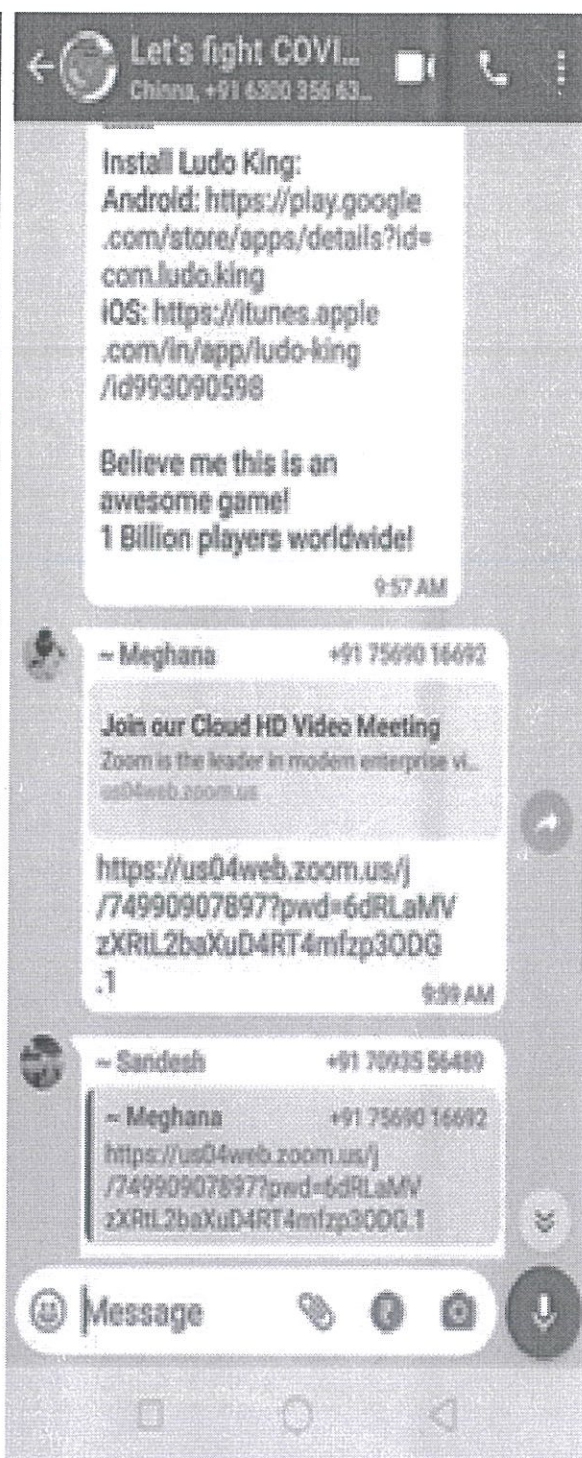 Let's fight COVI...
Chinna, +91 6300 356 63...
Install Ludo King:
Android: https://play.google
.com/store/apps/details?id=
com.ludo.king
iOS: https://itunes.apple
.com/in/app/ludo-king
/id993090598
Believe me this is an
awesome game!
1 Billion players worldwide!
9:57 AM
~ Meghana +91 75690 16692
Join our Cloud HD Video Meeting
Zoom is the leader in modern enterprise vi...
us04web.zoom.us
https://us04web.zoom.us/j
/74990907897?pwd=6dRLaMV
zXRtL2baXuD4RT4mfzp3ODG
.1
9:59 AM
~ Sandesh +91 70935 56489
~ Meghana +91 75690 16692
https://us04web.zoom.us/j
/74990907897?pwd=6dRLaMV
zXRtL2baXuD4RT4mfzp3ODG.1
Message